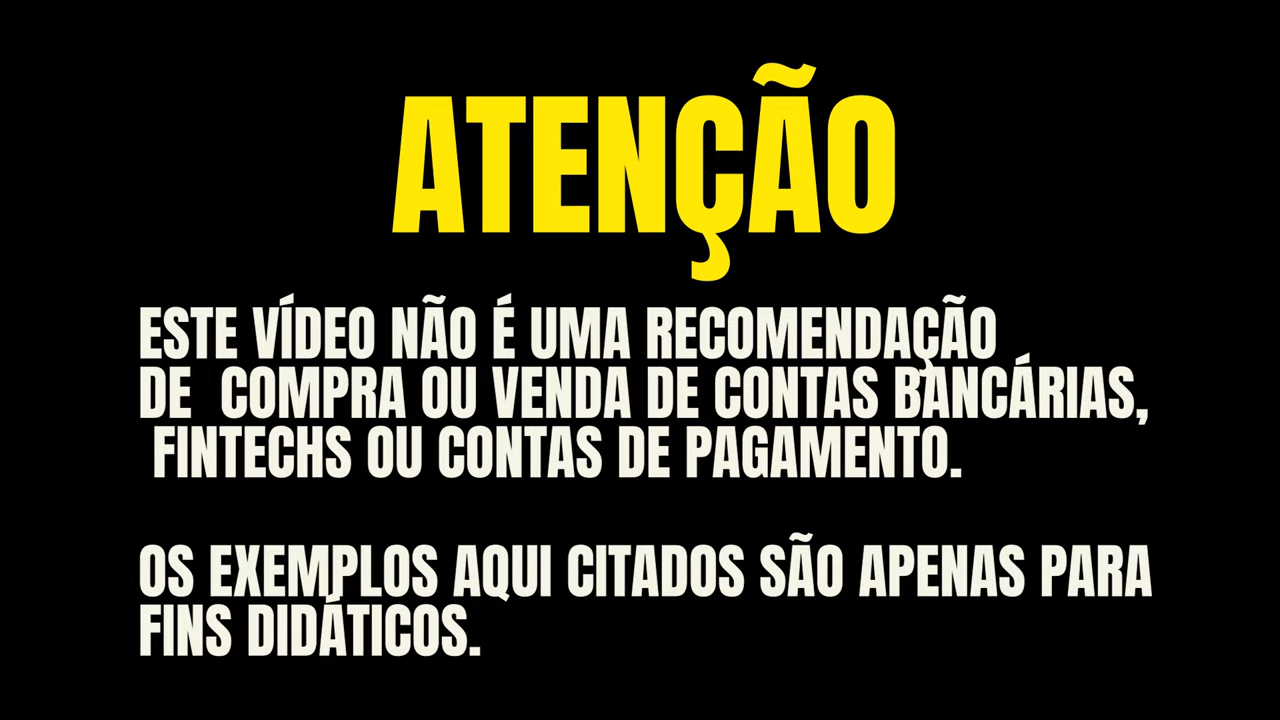 ATENÇÃO
ESTE VÍDEO NÃO É UMA RECOMENDAÇÃO
DE COMPRA OU VENDA DE CONTAS BANCÁRIAS,
FINTECHS OU CONTAS DE PAGAMENTO.
OS EXEMPLOS AQUI CITADOS SÃO APENAS PARA
FINS DIDÁTICOS.